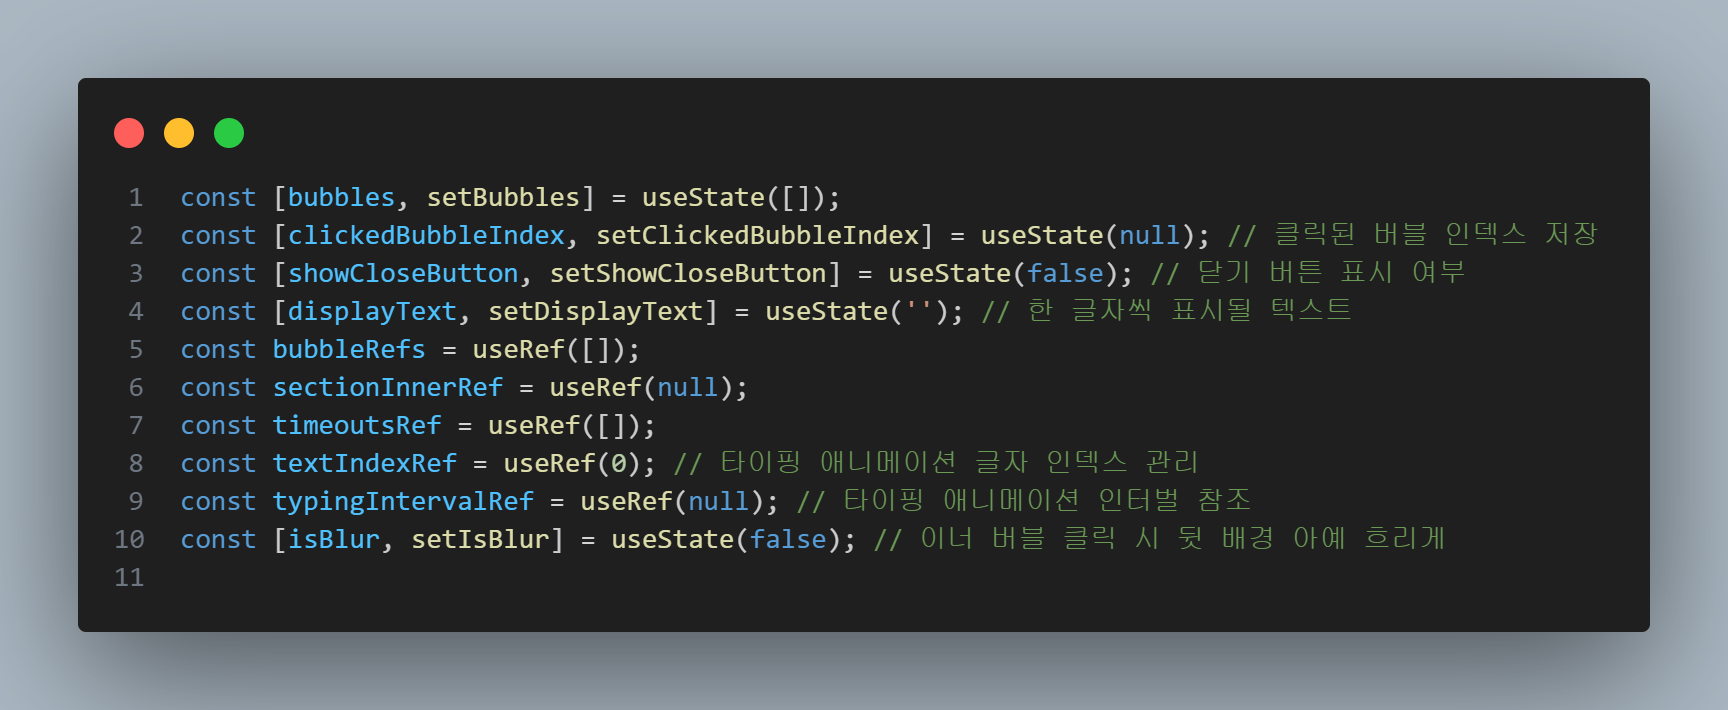 1 const [bubbles, setBubbles] = useState([]);
2 const [clickedBubbleIndex, setClickedBubbleIndex] = useState(null); // 클릭된 버블 인덱스 저장
3 const [showCloseButton, setShowCloseButton] = useState(false); // 닫기 버튼 표시 여부
4 const [displayText, setDisplayText] = useState(''); // 한 글자씩 표시될 텍스트
5 const bubbleRefs = useRef([]);
6 const sectionInnerRef = useRef(null);
7 const timeoutsRef = useRef([]);
8 const textIndexRef = useRef(0); // 타이핑 애니메이션 글자 인덱스 관리
9 const typingIntervalRef = useRef(null); // 타이핑 애니메이션 인터벌 참조
10 const [isBlur, setIsBlur] = useState(false); // 이너 버블 클릭 시 뒷 배경 아예 흐리게
11